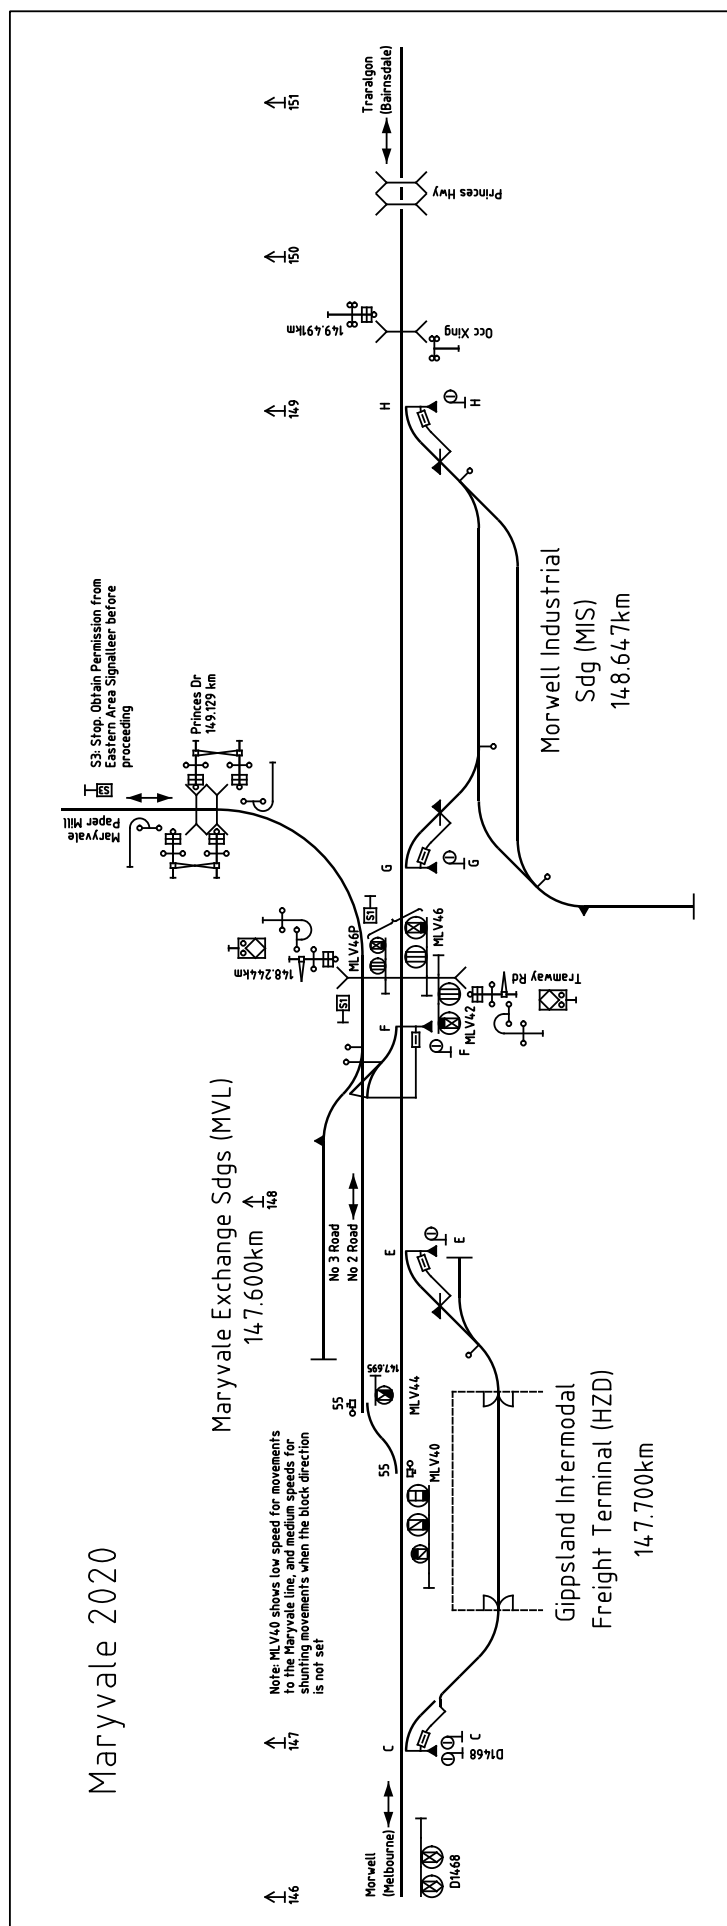 Maryvale 2020
Note: MLV40 shows low speed for movements
to the Maryvale line, and medium speeds for
shunting movements when the block direction
is not set
S3: Stop. Obtain Permission from
Eastern Area Signalleer before
proceeding
S3
Maryvale
Paper Mill
Princes Dr
149.129 km
146
147
148
149
150
151
Maryvale Exchange Sdgs (MVL)
147.600km
No 3 Road
No 2 Road
148.244km
S1
S1
MLV46P
55
147.695
149.491km
Morwell
(Melbourne)
C
55
E
F
G
H
Traralgon
(Bairnsdale)
D1468
D1468
C
MLV40
MLV44
E
F
MLV42
MLV46
Tramway Rd
G
H
Occ Xing
Princes Hwy
Gippsland Intermodal
Freight Terminal (HZD)
147.700km
Morwell Industrial
Sdg (MIS)
148.647km